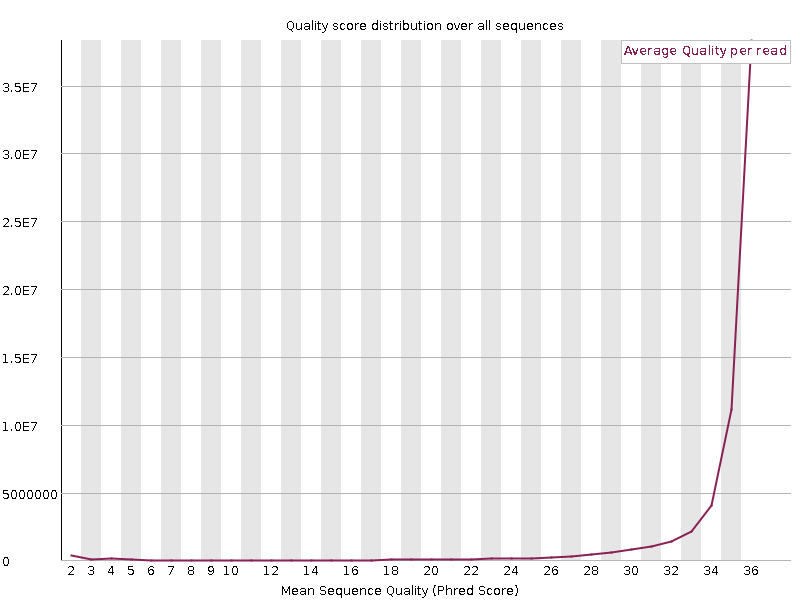 Quality score distribution over all sequences
Average Quality per read
3.5E7
3.0E7
2.5E7
2.0E7
1.5E7
1.0E7
5000000
0
2 3 4 5 6 7 8 9 10 12 14 16 18 20 22 24 26 28 30 32 34 36
Mean Sequence Quality (Phred Score)